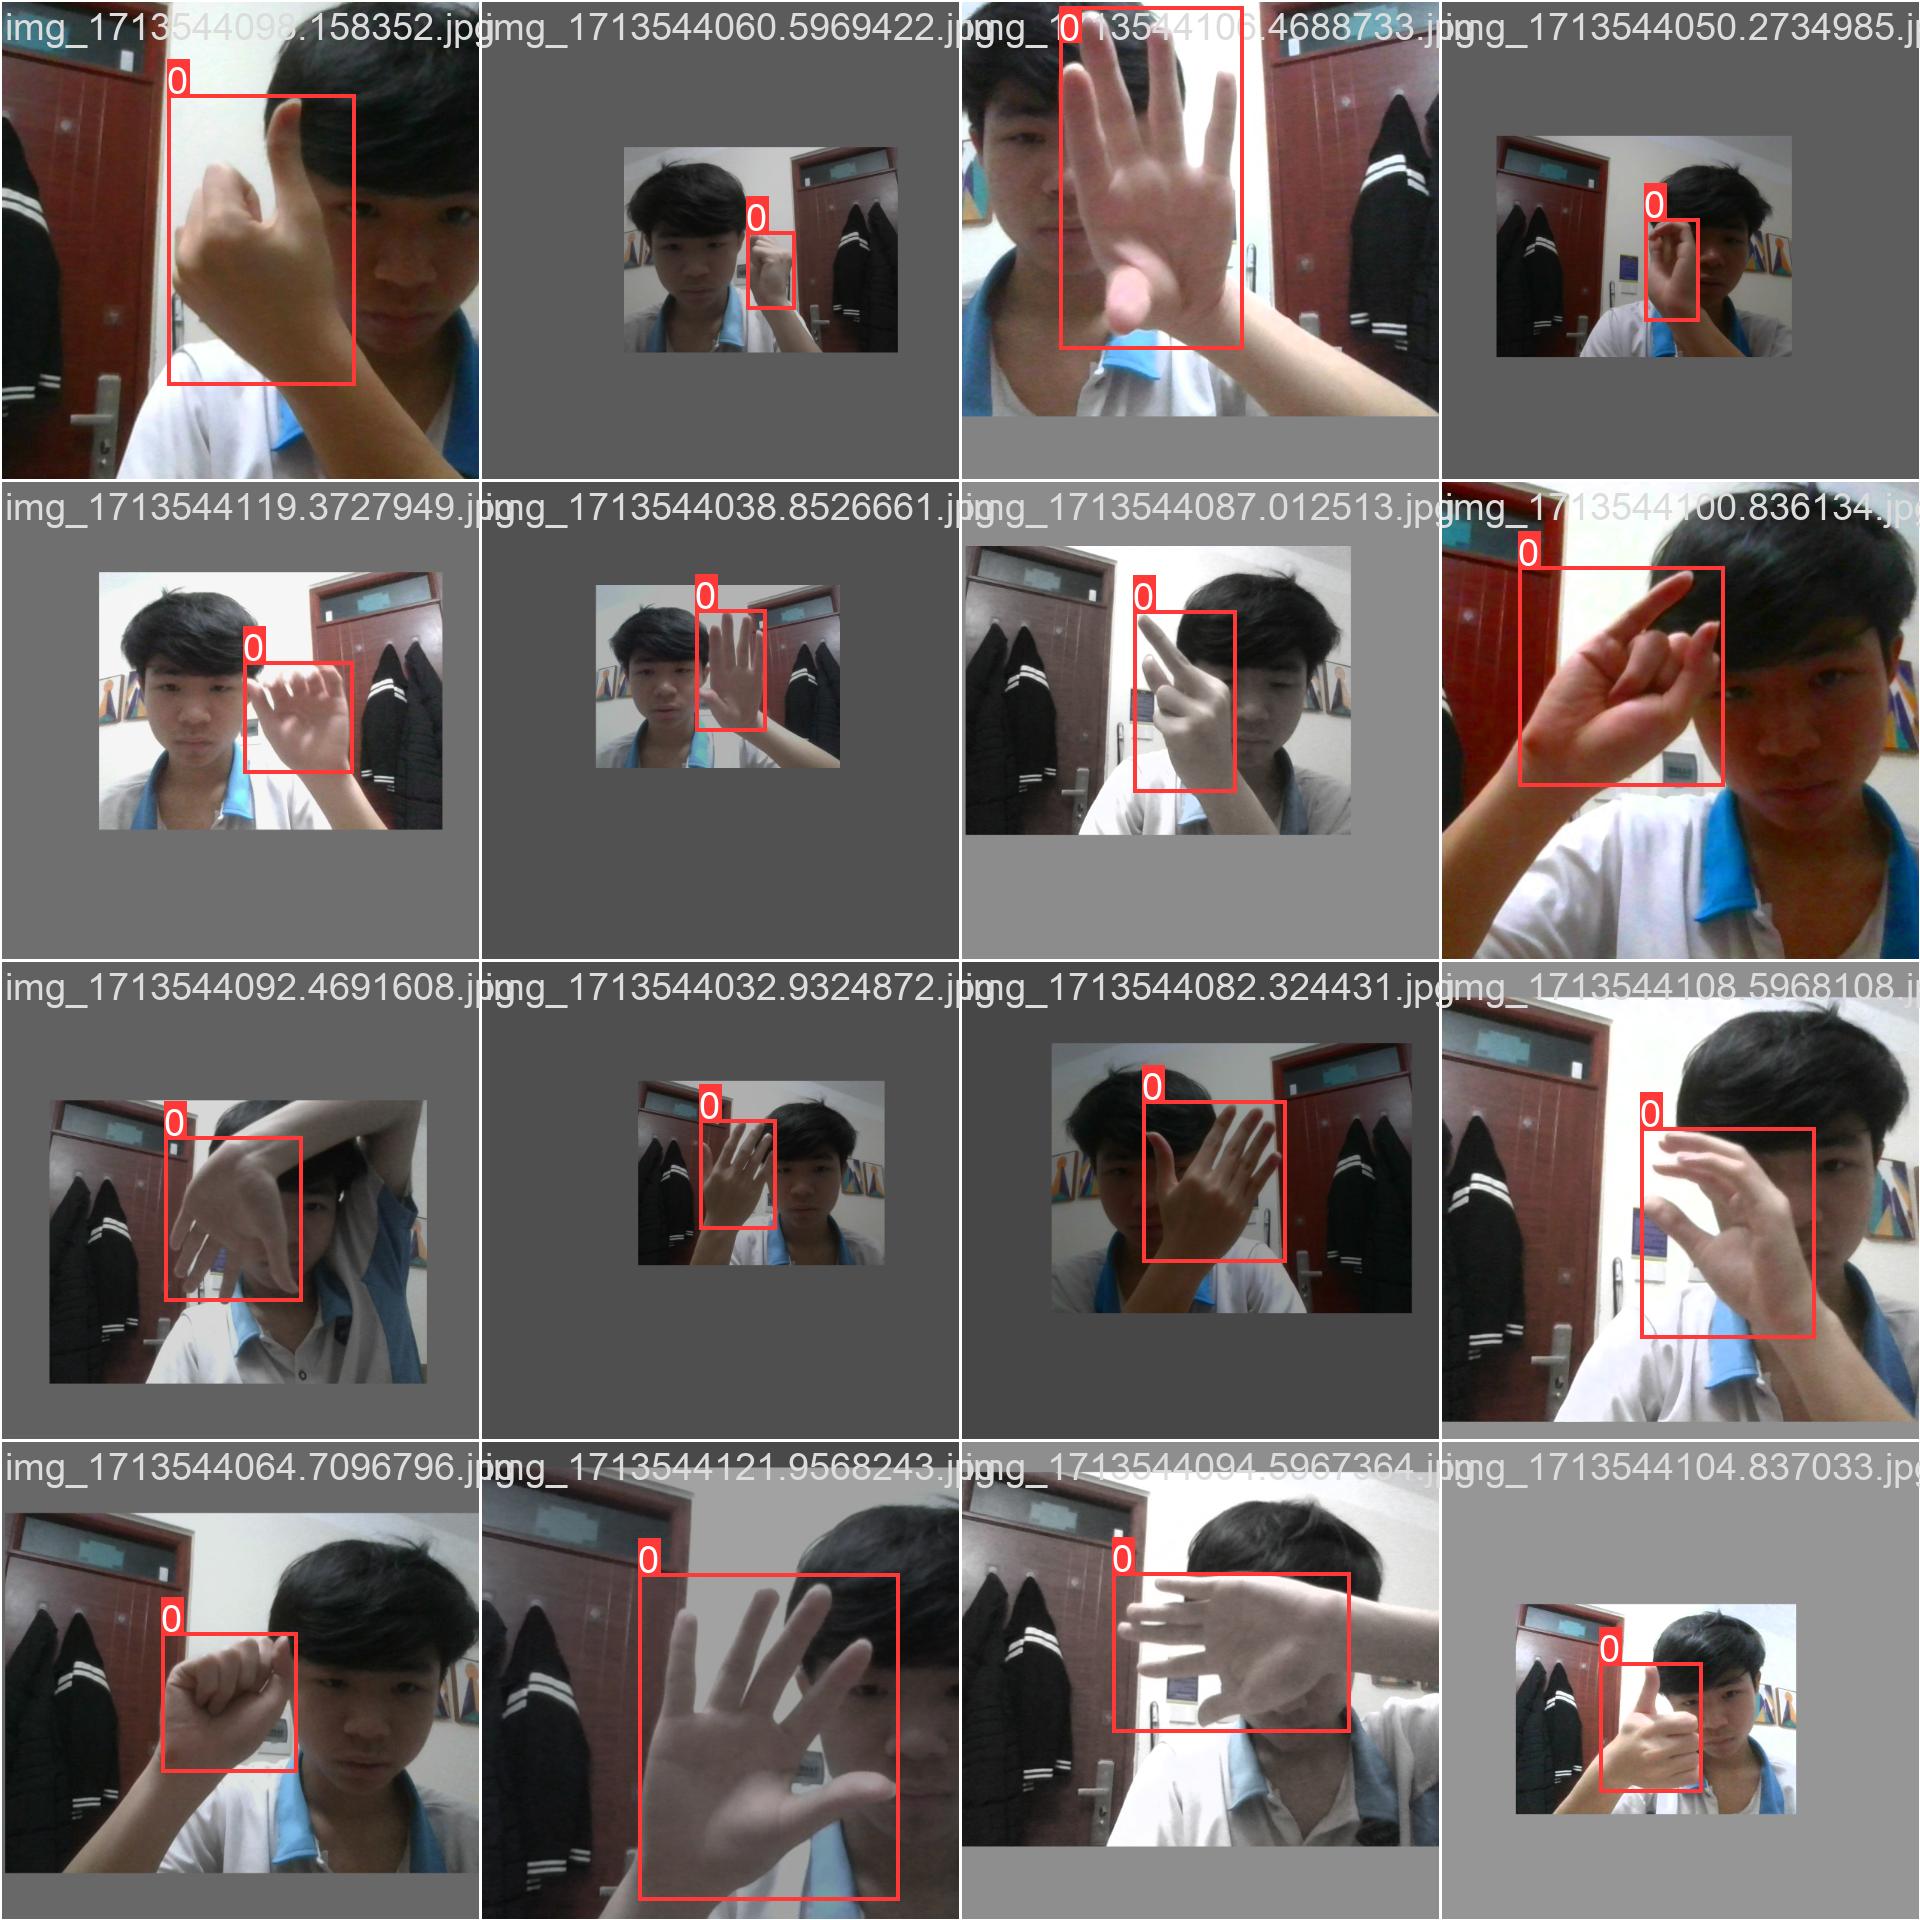 img_1713544098.158352.jpg
0
img_1713544060.5969422.jpg
0
img_1713544106.4688733.jpg
0
img_1713544050.2734985.jp
0
img_1713544119.3727949.jpg
0
img_1713544038.8526661.jpg
0
img_1713544087.012513.jpg
0
img_1713544100.836134.jpg
0
img_1713544092.4691608.jpg
0
img_1713544032.9324872.jpg
0
img_1713544082.324431.jpg
0
img_1713544108.5968108.jp
0
img_1713544064.7096796.jpg
0
img_1713544121.9568243.jpg
0
img_1713544094.5967364.jpg
0
img_1713544104.837033.jpg
0